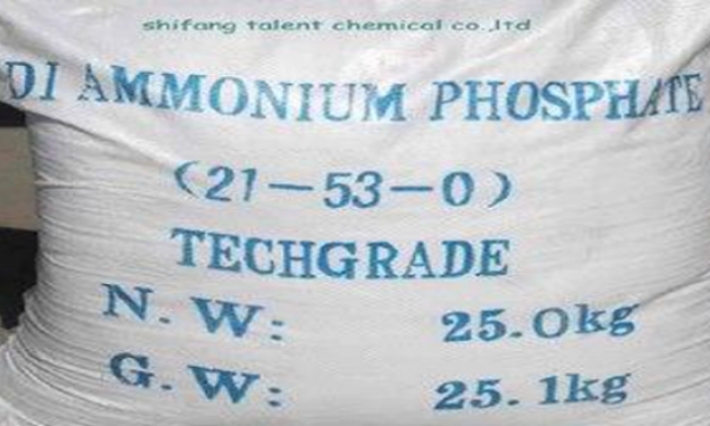 shifang talent chemical co.,ltd
DI AMMONIUM PHOSPHATE
(21-53-0)
TECHGRADE
N.W: 25.0kg
G.W: 25.1kg